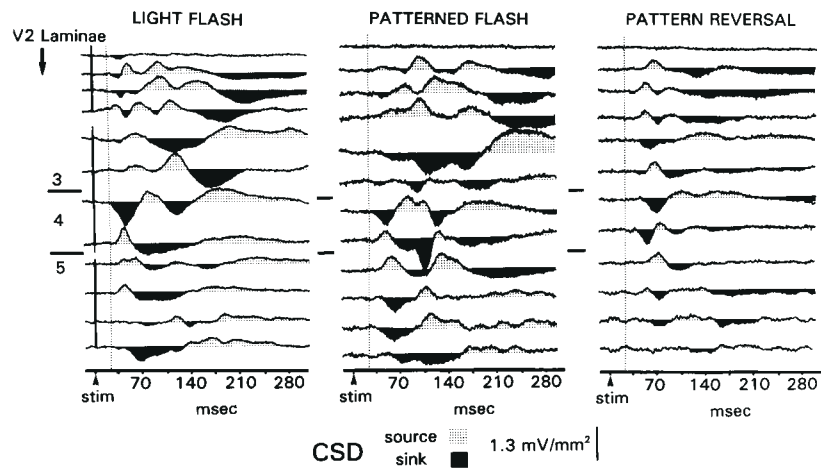 LIGHT FLASH
PATTERNED FLASH
PATTERN REVERSAL
V2 Laminae
3
4
5
70 140 210 280
stim
msec
70 140 210 280
stim
msec
70 140 210 280
stim
msec
CSD
source
sink
1.3 mV/mm²